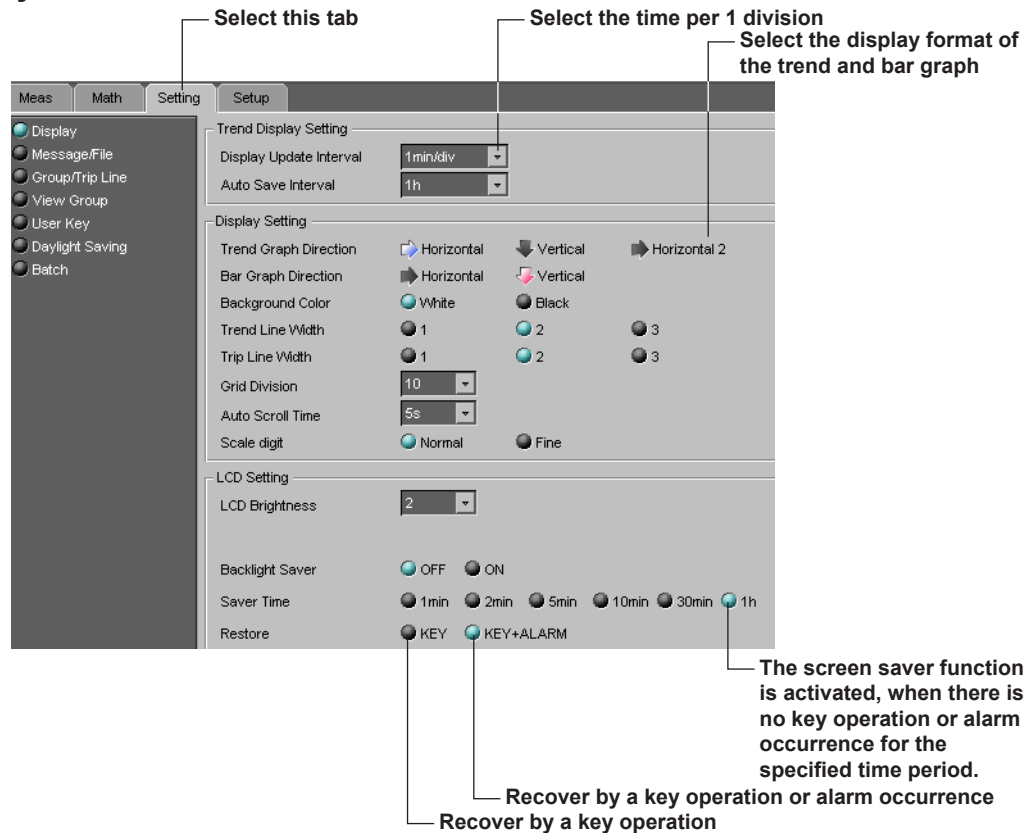 Select this tab
Select the time per 1 division
Select the display format of
the trend and bar graph
Meas Math Setting Setup
Display
Message/File
Group/Trip Line
View Group
User Key
Daylight Saving
Batch
Trend Display Setting
Display Update Interval 1min/div
Auto Save Interval 1h
Display Setting
Trend Graph Direction Horizontal Vertical Horizontal 2
Bar Graph Direction Horizontal Vertical
Background Color White Black
Trend Line Width 1 2 3
Trip Line Width 1 2 3
Grid Division 10
Auto Scroll Time 5s
Scale digit Normal Fine
LCD Setting
LCD Brightness 2
Backlight Saver OFF ON
Saver Time 1min 2min 5min 10min 30min 1h
Restore KEY KEY+ALARM
The screen saver function
is activated, when there is
no key operation or alarm
occurrence for the
specified time period.
Recover by a key operation or alarm occurrence
Recover by a key operation